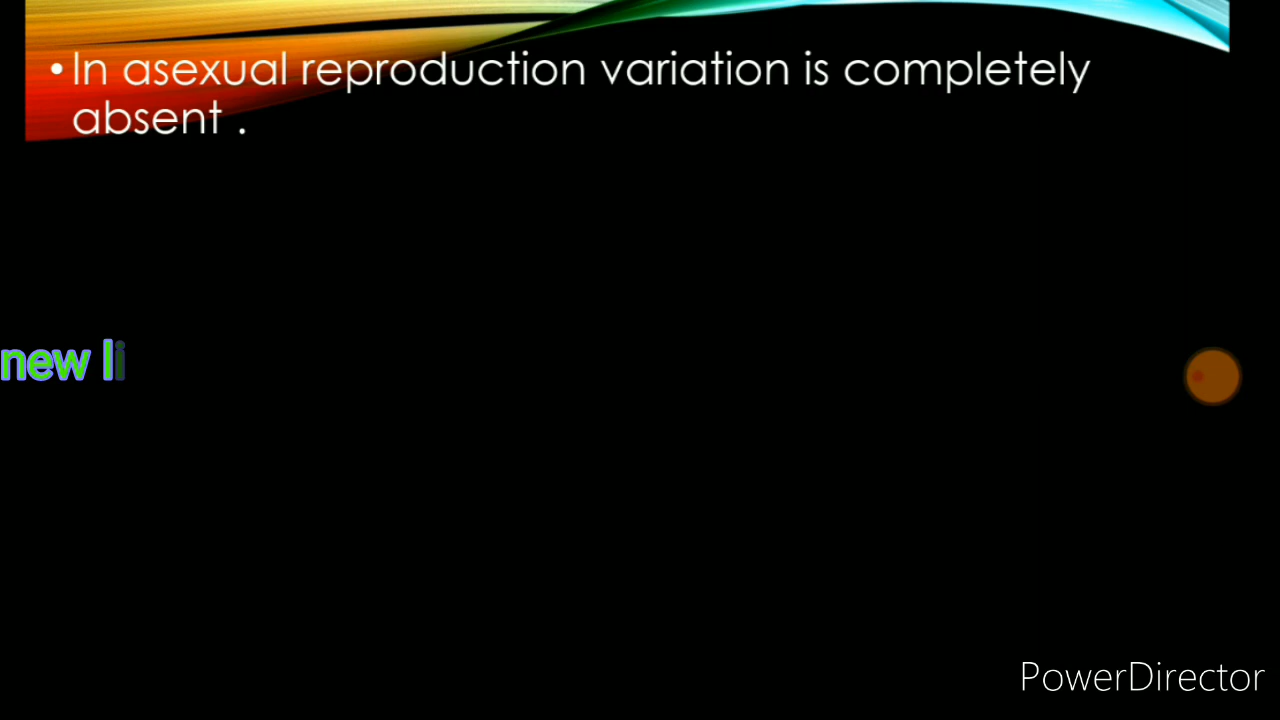 •In asexual reproduction variation is completely
absent .
new li
PowerDirector